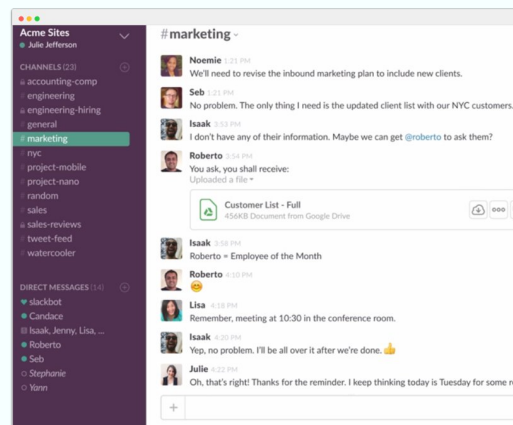 Acme Sites
Julie Jefferson
CHANNELS (23)
accounting-comp
# engineering
engineering-hiring
# general
# marketing
# nyc
# project-mobile
# project-nano
# random
# sales
sales-reviews
# tweet-feed
# watercooler
DIRECT MESSAGES (14)
slackbot
Candace
Isaak, Jenny, Lisa, ...
Roberto
Seb
Stephanie
Yann
#marketing
Noemie 1:21 PM
We'll need to revise the inbound marketing plan to include new clients.
Seb 1:21 PM
No problem. The only thing I need is the updated client list with our NYC customers.
Isaak 3:53 PM
I don't have any of their information. Maybe we can get @roberto to ask them?
Roberto 3:54 PM
You ask, you shall receive:
Uploaded a file
Customer List - Full
456KB Document from Google Drive
Isaak 3:58 PM
Roberto = Employee of the Month
Roberto 4:10 PM
Lisa 4:18 PM
Remember, meeting at 10:30 in the conference room.
Isaak 4:20 PM
Yep, no problem. I'll be all over it after we're done.
Julie 4:22 PM
Oh, that's right! Thanks for the reminder. I keep thinking today is Tuesday for some